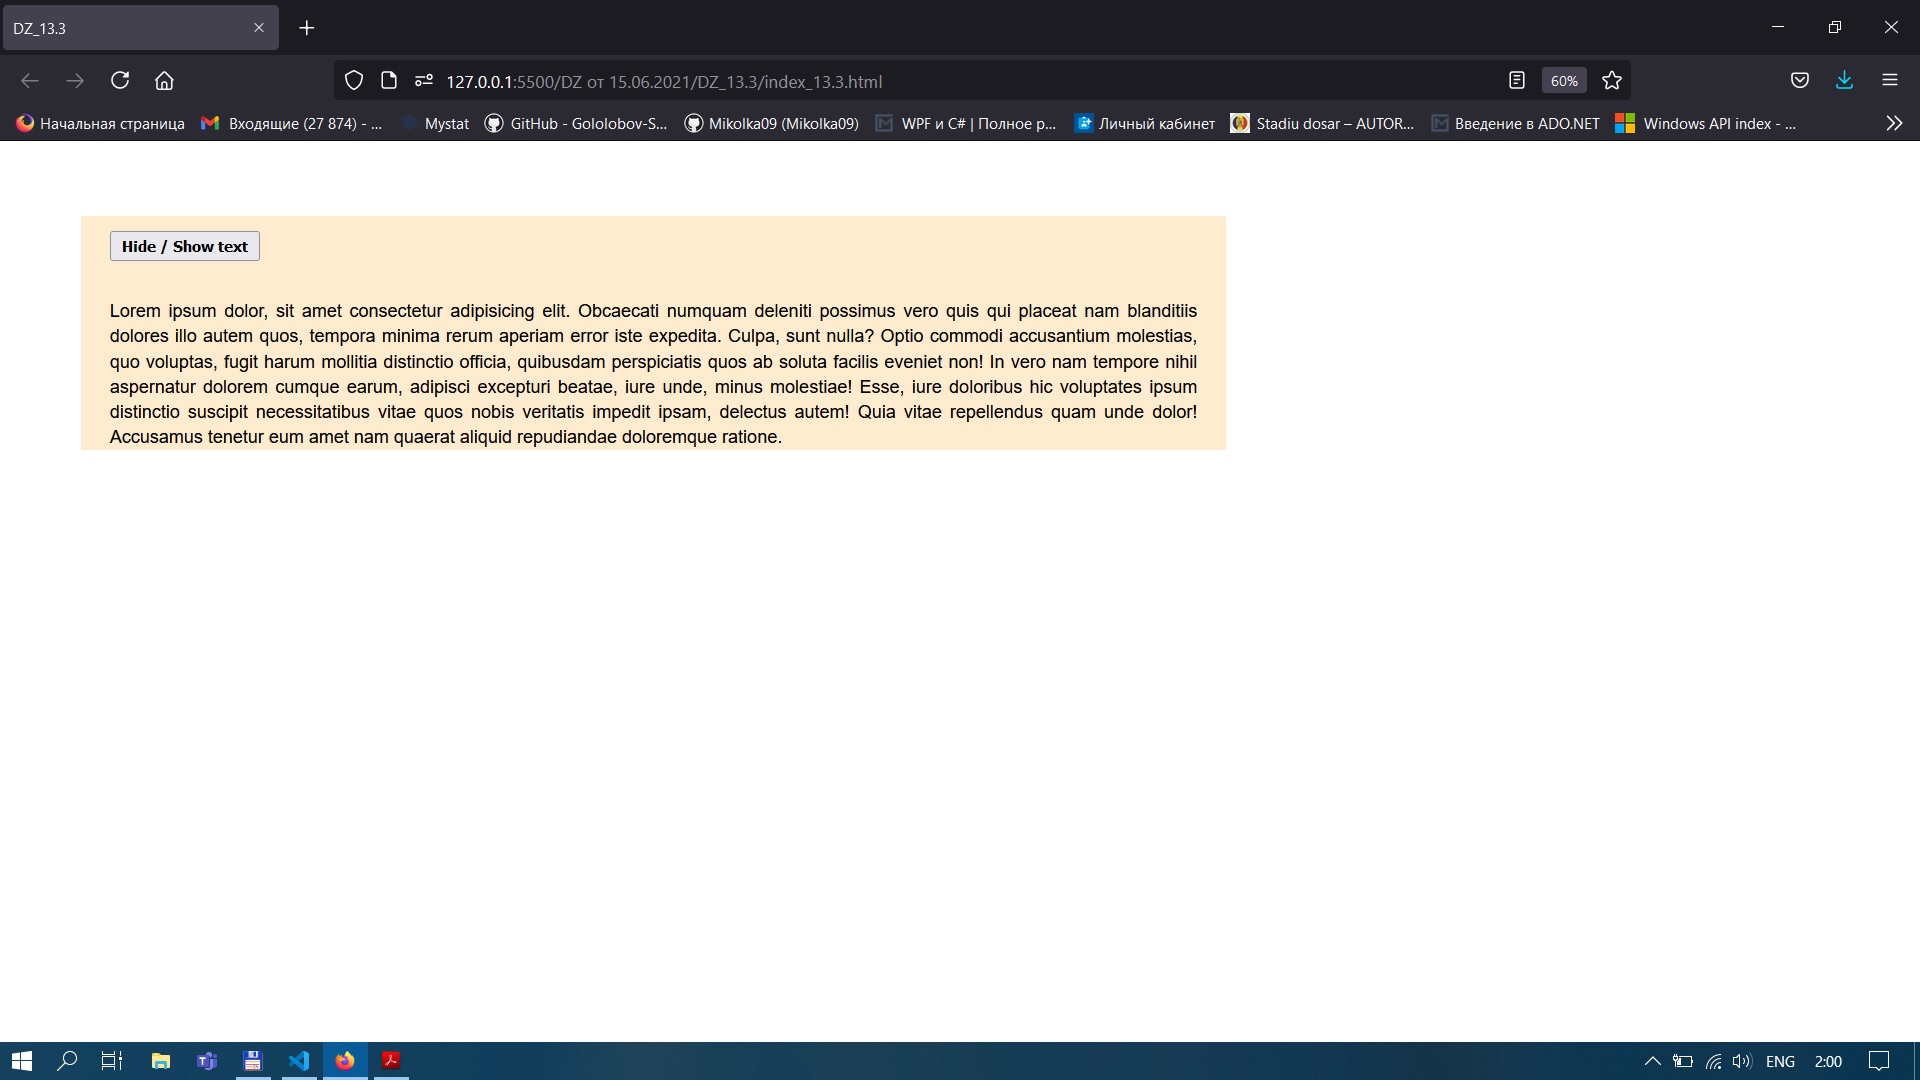 DZ_13.3
127.0.0.1:5500/DZ от 15.06.2021/DZ_13.3/index_13.3.html
60%
Начальная страница
Входящие (27 874) - ...
Mystat
GitHub - Gololobov-S...
Mikolka09 (Mikolka09)
WPF и C# | Полное р...
Личный кабинет
Stadiu dosar – AUTOR...
Введение в ADO.NET
Windows API index - ...
Hide / Show text
Lorem ipsum dolor, sit amet consectetur adipisicing elit. Obcaecati numquam deleniti possimus vero quis qui placeat nam blanditiis
dolores illo autem quos, tempora minima rerum aperiam error iste expedita. Culpa, sunt nulla? Optio commodi accusantium molestias,
quo voluptas, fugit harum mollitia distinctio officia, quibusdam perspiciatis quos ab soluta facilis eveniet non! In vero nam tempore nihil
aspernatur dolorem cumque earum, adipisci excepturi beatae, iure unde, minus molestiae! Esse, iure doloribus hic voluptates ipsum
distinctio suscipit necessitatibus vitae quos nobis veritatis impedit ipsam, delectus autem! Quia vitae repellendus quam unde dolor!
Accusamus tenetur eum amet nam quaerat aliquid repudiandae doloremque ratione.
ENG
2:00